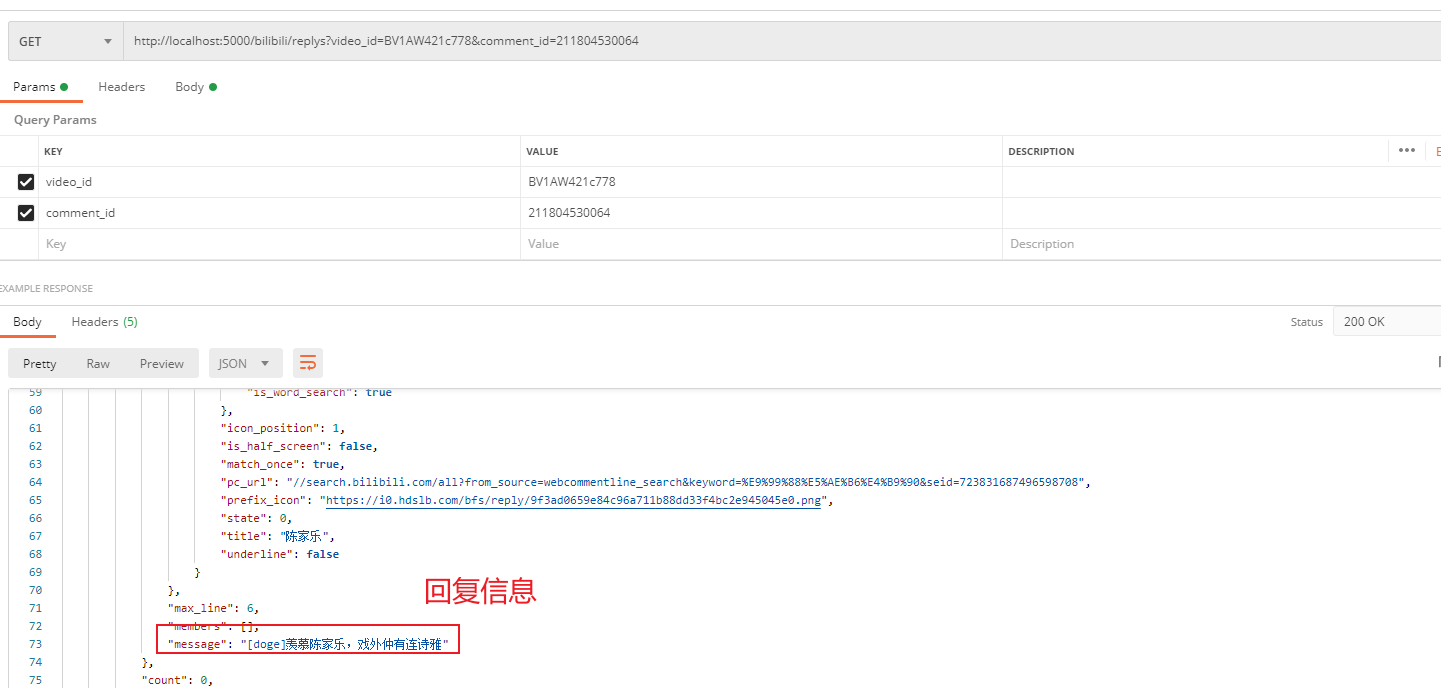 GET http://localhost:5000/bilibili/replys?video_id=BV1AW421c778&comment_id=211804530064
Params Headers Body
Query Params
KEY VALUE DESCRIPTION •••
video_id BV1AW421c778
comment_id 211804530064
Key Value Description
EXAMPLE RESPONSE
Body Headers (5) Status 200 OK
Pretty Raw Preview JSON
59 "is_word_search": true
60 },
61 "icon_position": 1,
62 "is_half_screen": false,
63 "match_once": true,
64 "pc_url": "//search.bilibili.com/all?from_source=webcommentline_search&keyword=%E9%99%88%E5%AE%B6%E4%B9%90&seid=723831687496598708",
65 "prefix_icon": "https://i0.hdslb.com/bfs/reply/9f3ad0659e84c96a711b88dd33f4bc2e945045e0.png",
66 "state": 0,
67 "title": "陈家乐",
68 "underline": false
69 }
70 },
回复信息
71 "max_line": 6,
72 "members": [],
73 "message": "[doge]羡慕陈家乐，戏外仲有连诗雅"
74 },
75 "count": 0,